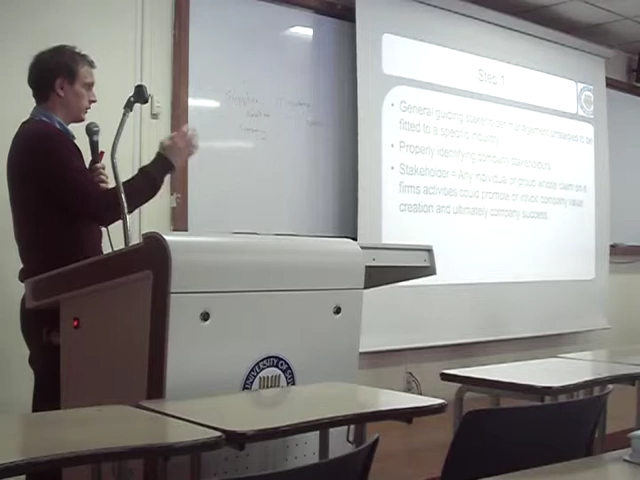 Step 1
• General guiding stakeholder management strategies to be
fitted to a specific industry
• Properly identifying company stakeholders
• Stakeholder = Any individual or group whose claim on a
firms activities could promote or inhibit company value
creation and ultimately company success
UNIVERSITY OF